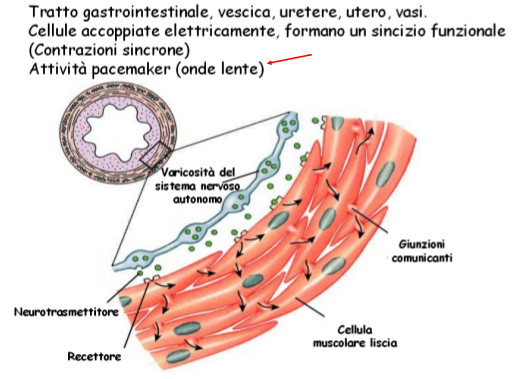 Tratto gastrointestinale, vescica, uretere, utero, vasi.
Cellule accoppiate elettricamente, formano un sincizio funzionale
(Contrazioni sincrone)
Attività pacemaker (onde lente)
Varicosità del
sistema nervoso
autonomo
Giunzioni
comunicanti
Neurotrasmettitore
Cellula
muscolare liscia
Recettore